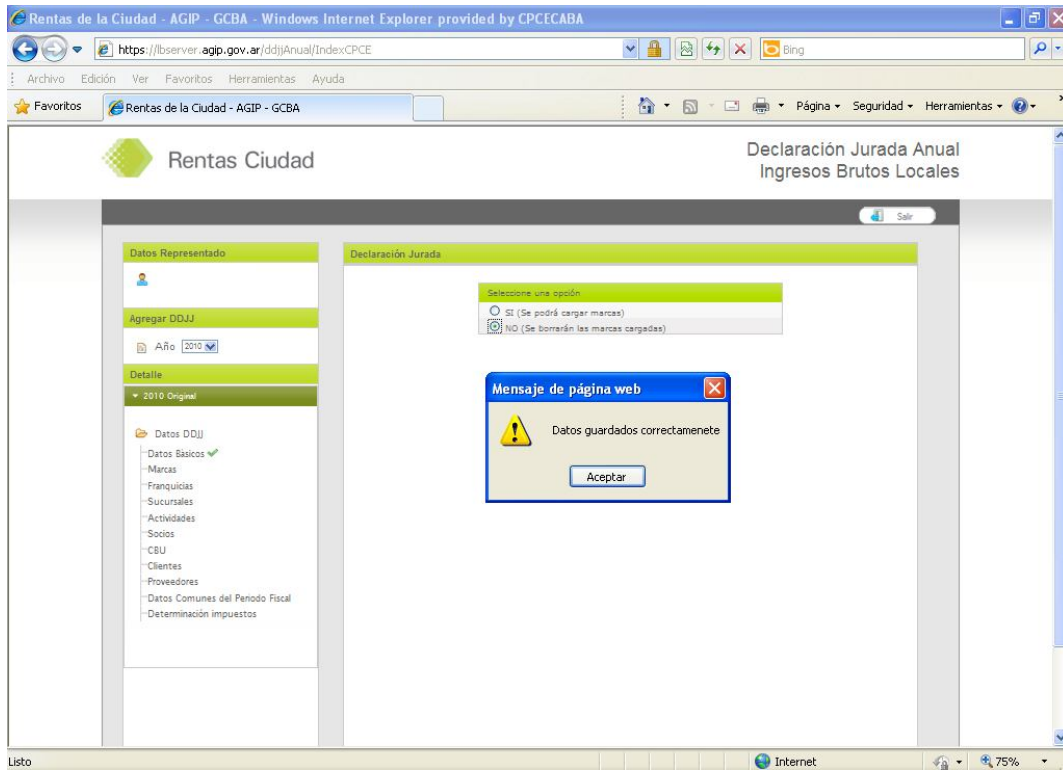 Rentas de la Ciudad - AGIP - GCBA - Windows Internet Explorer provided by CPCECABA
https://lbserver.agip.gov.ar/ddjjAnual/IndexCPCE
Bing
Archivo Edición Ver Favoritos Herramientas Ayuda
Favoritos
Rentas de la Ciudad - AGIP - GCBA
Página
Seguridad
Herramientas
Rentas Ciudad
Declaración Jurada Anual
Ingresos Brutos Locales
Salir
Datos Representado
Agregar DDJJ
Año 2010
Detalle
2010 Original
Datos DDJJ
Datos Básicos
Marcas
Franquicias
Sucursales
Actividades
Socios
CBU
Clientes
Proveedores
Datos Comunes del Periodo Fiscal
Determinación impuestos
Declaración Jurada
Seleccione una opción
SI (Se podrá cargar marcas)
NO (Se borrarán las marcas cargadas)
Mensaje de página web
Datos guardados correctamenete
Aceptar
Listo
Internet
75%